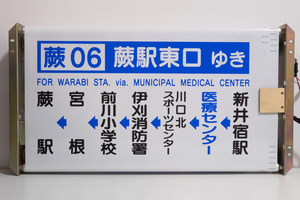 蕨06 蕨駅東口 ゆき
FOR WARABI STA. via. MUNICIPAL MEDICAL CENTER
新井宿駅
医療センター
川口北スポーツセンター
伊刈消防署
前川小学校
宮根
蕨駅